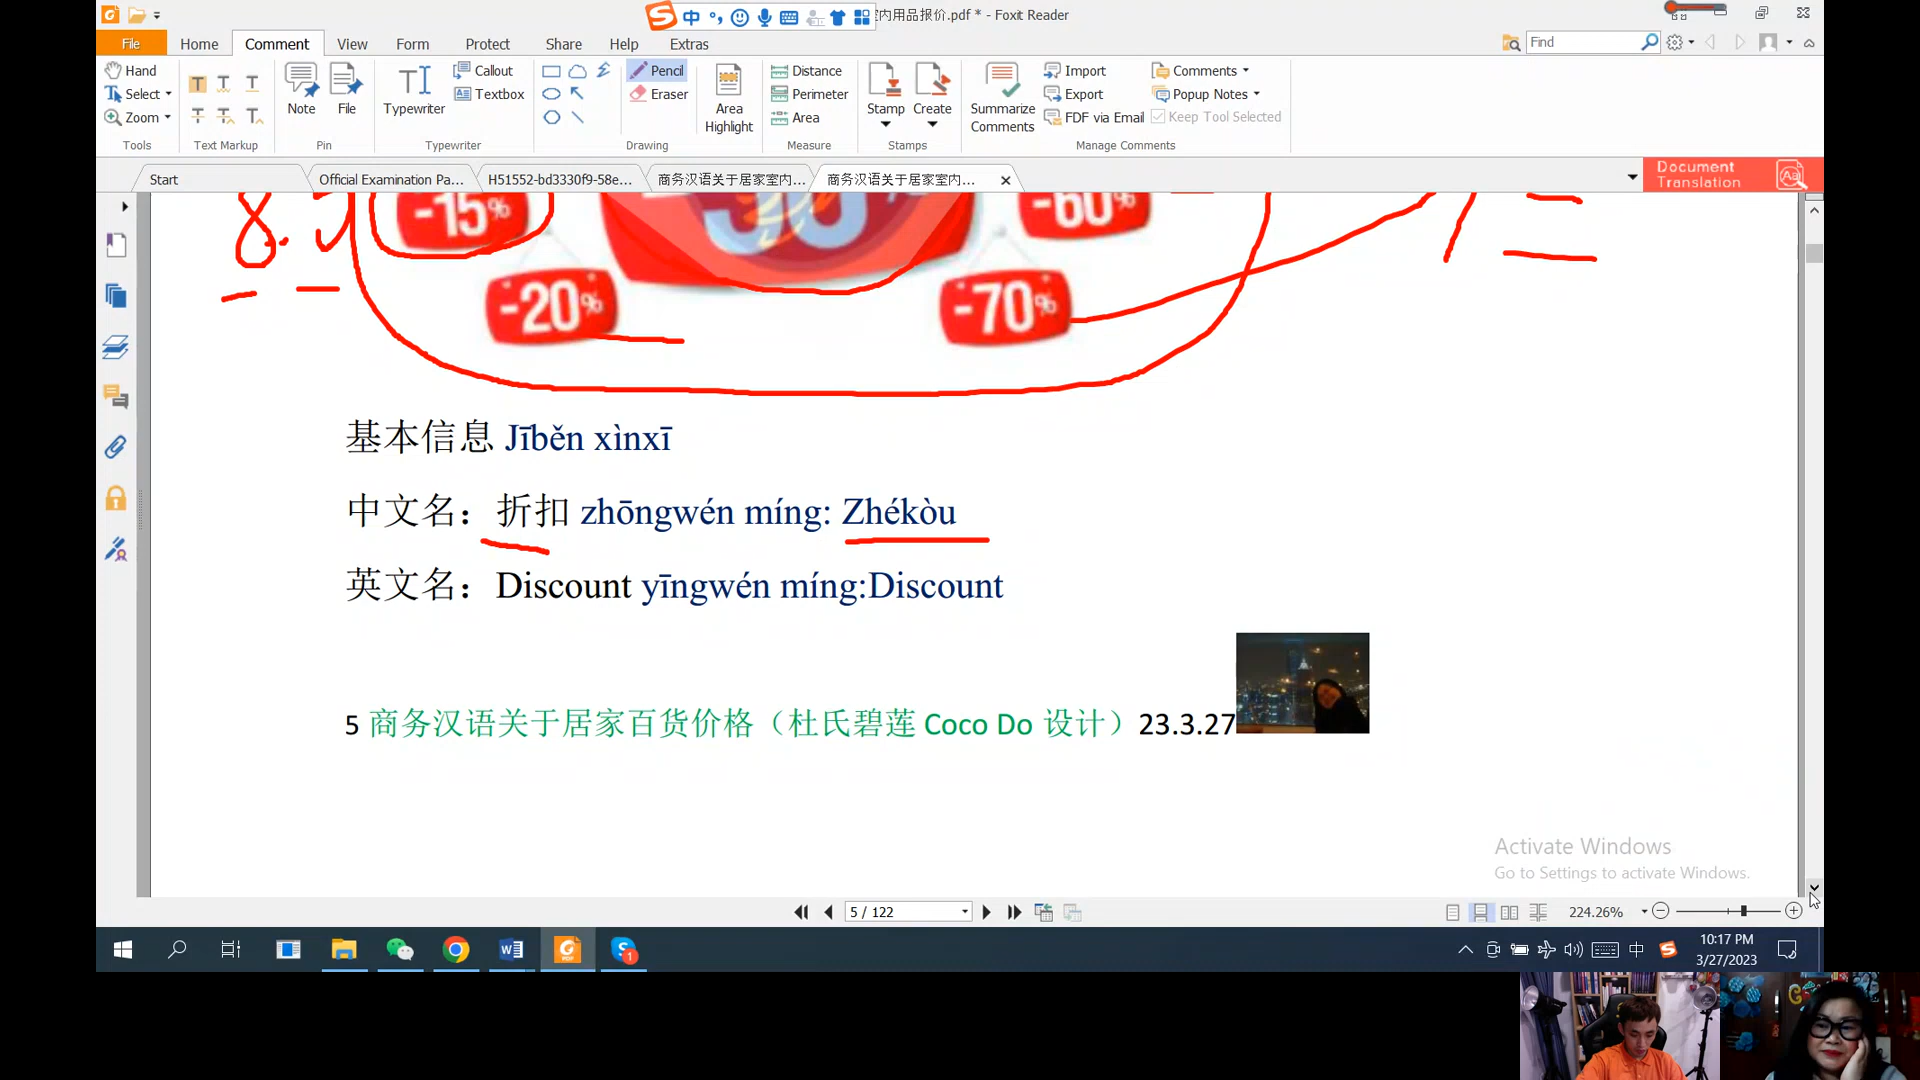 中
室内用品报价.pdf * - Foxit Reader
File Home Comment View Form Protect Share Help Extras
Find
Hand
Select
Zoom
Tools
Text Markup
Note
File
Pin
Typewriter
Callout
Textbox
Typewriter
Pencil
Eraser
Drawing
Area Highlight
Distance
Perimeter
Area
Measure
Stamp
Create
Stamps
Summarize Comments
Import
Export
FDF via Email
Comments
Popup Notes
Keep Tool Selected
Manage Comments
Start
Official Examination Pa...
H51552-bd3330f9-58e...
商务汉语关于居家室内...
商务汉语关于居家室内...
Document Translation
-15%
-60%
-20%
-70%
基本信息 Jīběn xìnxī
中文名：折扣 zhōngwén míng: Zhékòu
英文名：Discount yīngwén míng:Discount
5 商务汉语关于居家百货价格（杜氏碧莲 Coco Do 设计）23.3.27
Activate Windows
Go to Settings to activate Windows.
5 / 122
224.26%
中
10:17 PM
3/27/2023